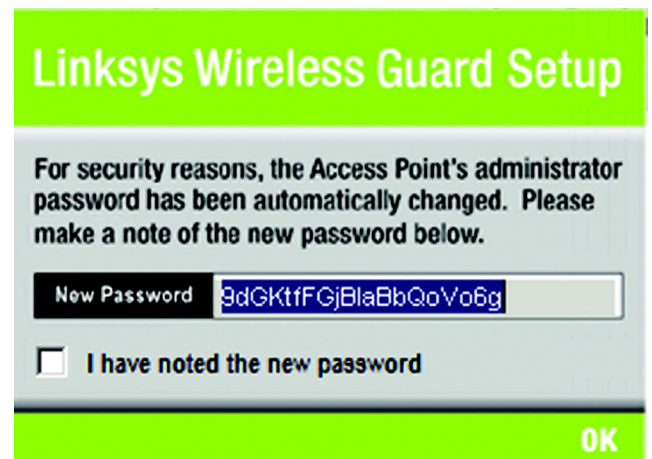 Linksys Wireless Guard Setup
For security reasons, the Access Point's administrator
password has been automatically changed. Please
make a note of the new password below.
New Password 9dGKtfFGjBlaBbQoVo6g
I have noted the new password
OK